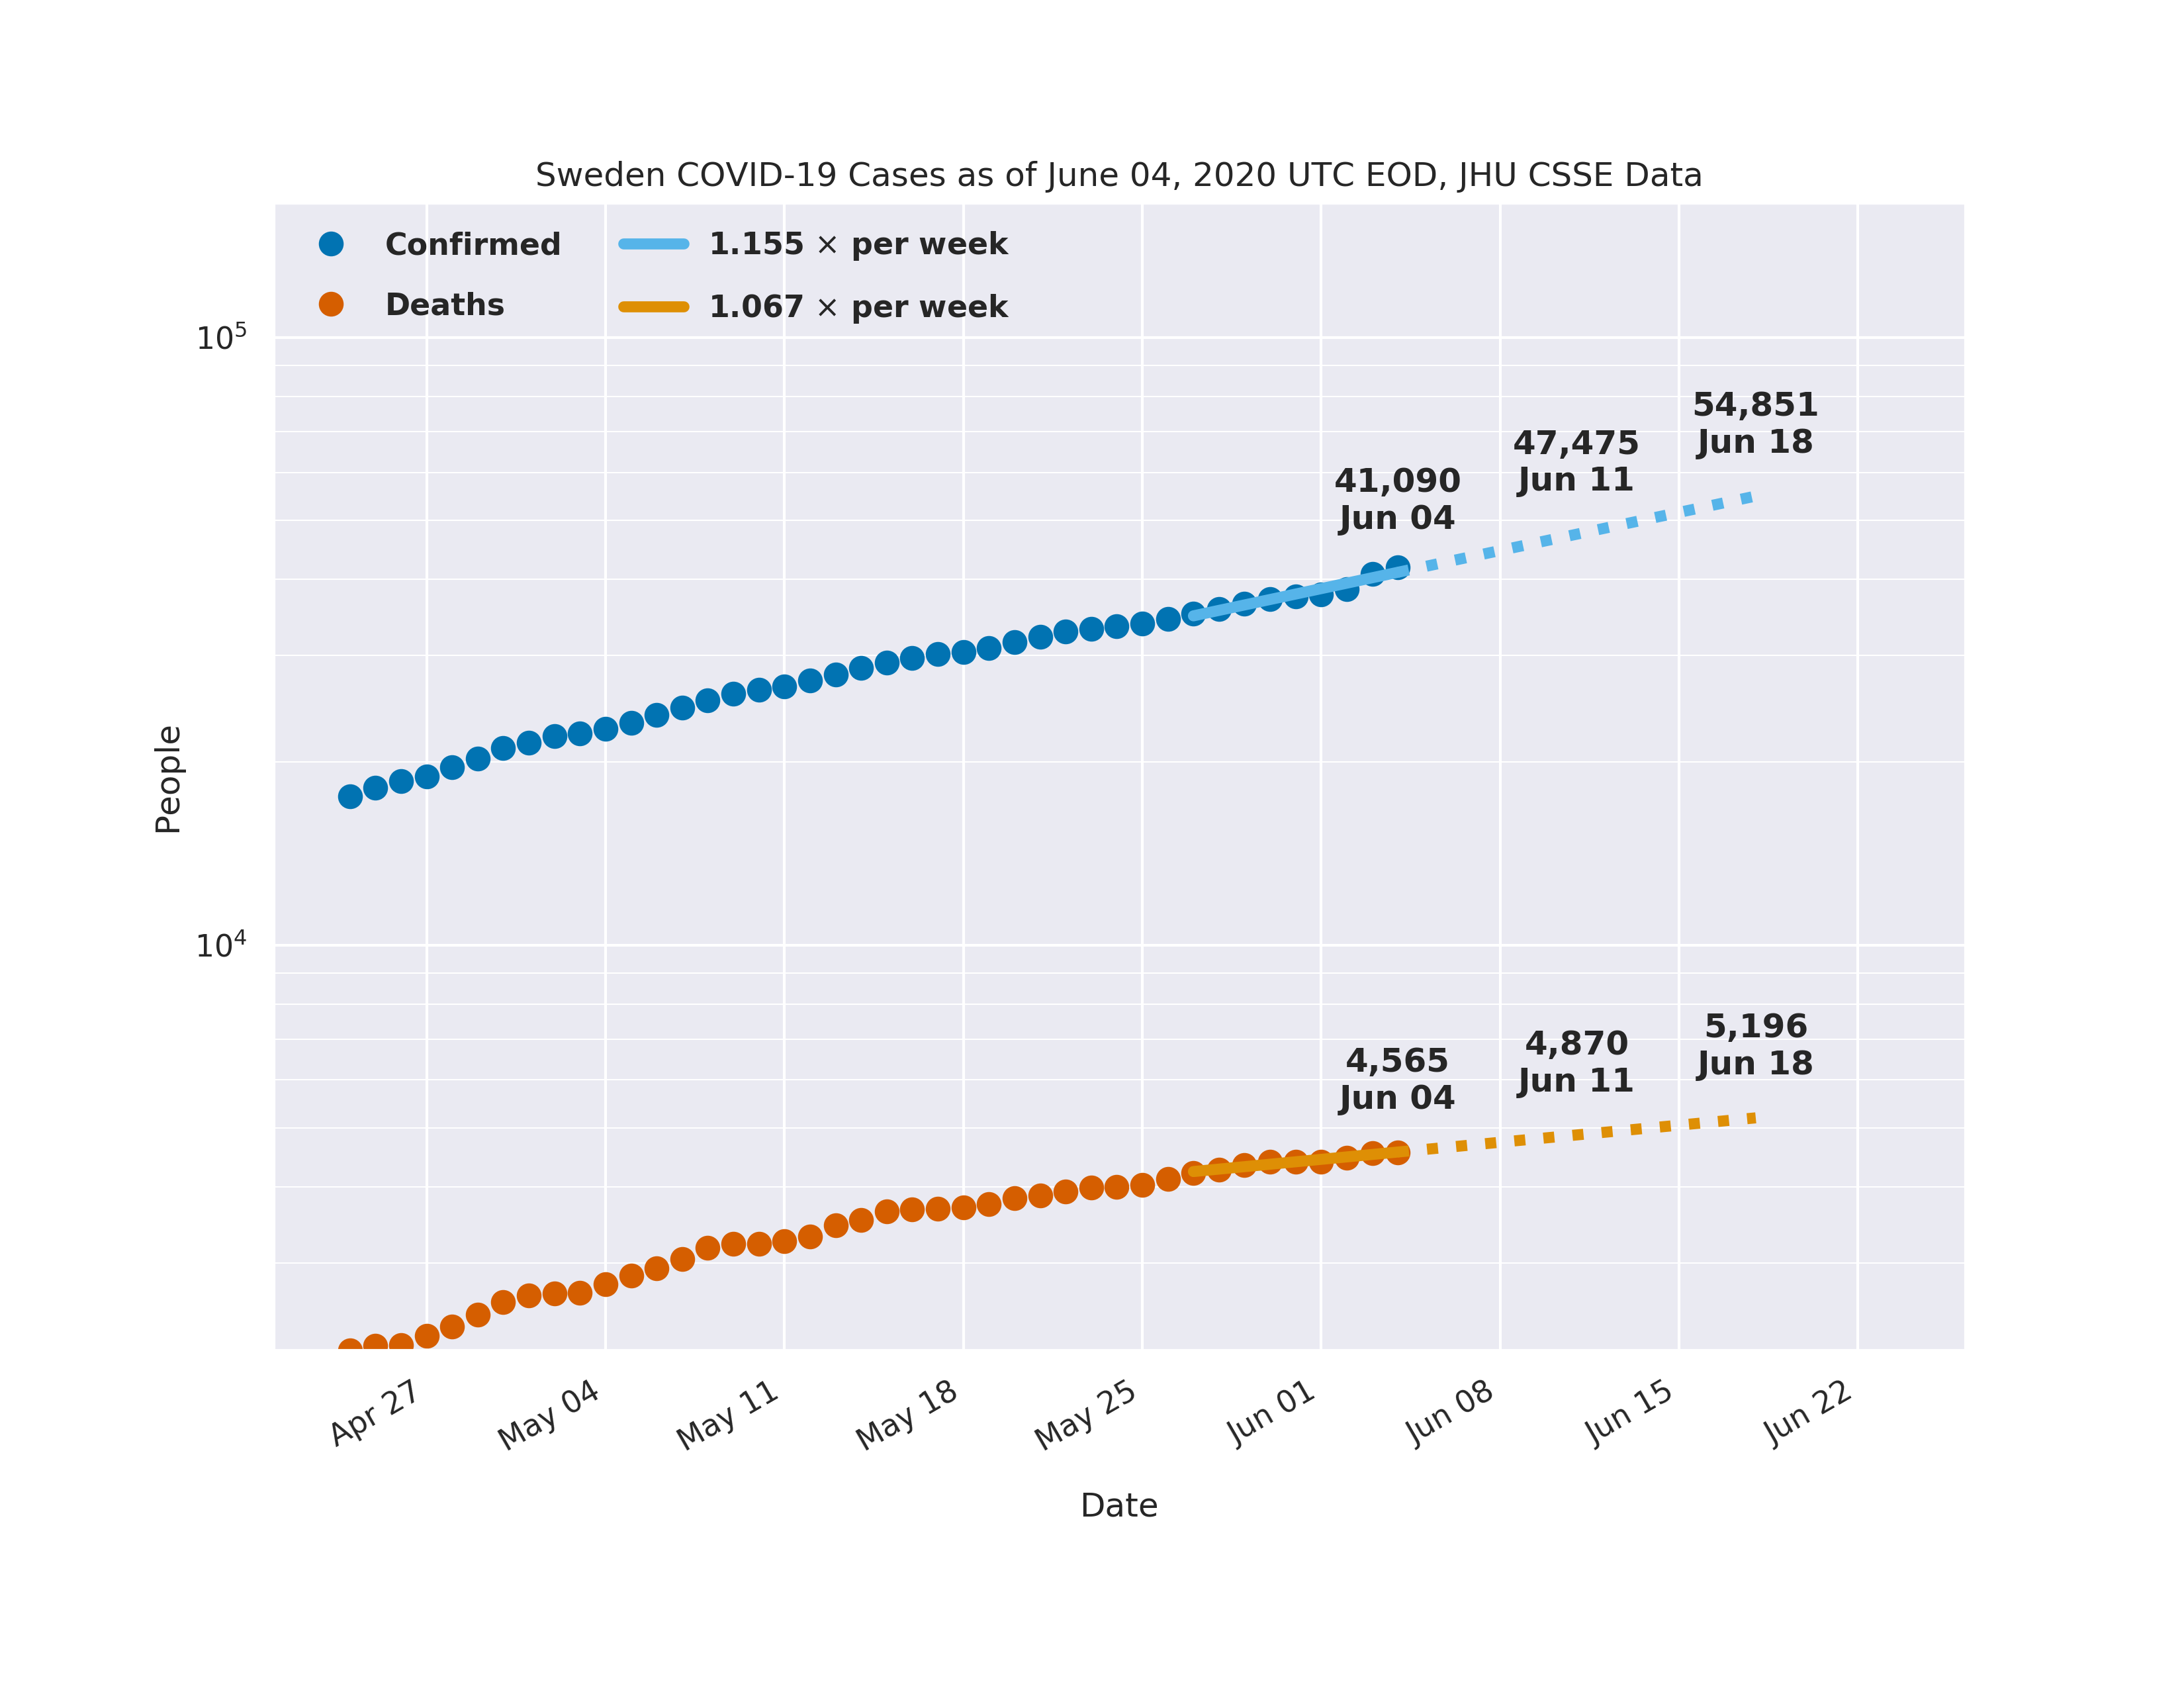 Sweden COVID-19 Cases as of June 04, 2020 UTC EOD, JHU CSSE Data
Confirmed
Deaths
1.155 × per week
1.067 × per week
10⁵
10⁴
People
54,851
Jun 18
47,475
Jun 11
41,090
Jun 04
5,196
Jun 18
4,870
Jun 11
4,565
Jun 04
Apr 27
May 04
May 11
May 18
May 25
Jun 01
Jun 08
Jun 15
Jun 22
Date